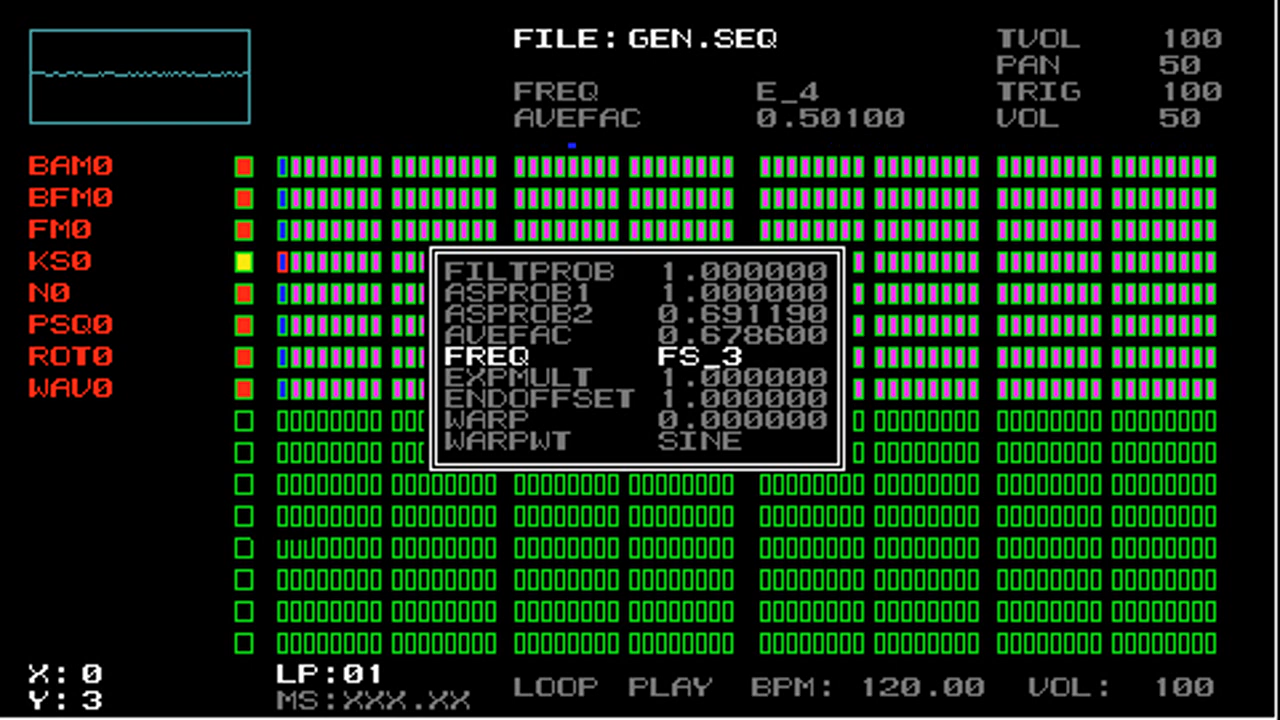 FILE:GEN.SEQ
TVOL 100
PAN 50
FREQ E_4
TRIG 100
AVEFAC 0.50100
VOL 50
BAM0
BFM0
FM0
KS0
N0
PSQ0
ROT0
WAV0
FILTPROB 1.000000
ASPROB1 1.000000
ASPROB2 0.691190
AVEFAC 0.678600
FREQ FS_3
EXPMULT 1.000000
ENDOFFSET 1.000000
WARP 0.000000
WARPWT SINE
X:0
Y:3
LP:01
MS:XXX.XX
LOOP PLAY BPM: 120.00 VOL: 100